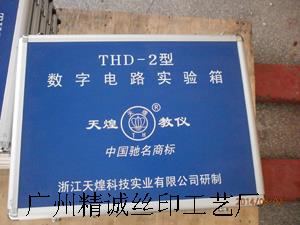 THD-2型
数字电路实验箱
天煌 ® 教仪
TH
中国驰名商标
浙江天煌科技实业有限公司研制
广州精诚丝印工艺厂